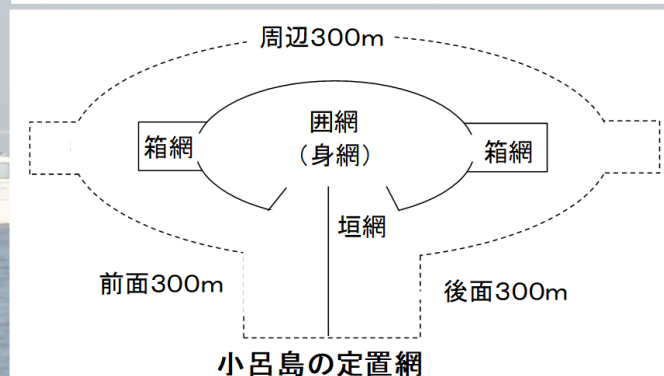 周辺300m
囲網
（身網）
箱網
箱網
垣網
前面300m
後面300m
小呂島の定置網